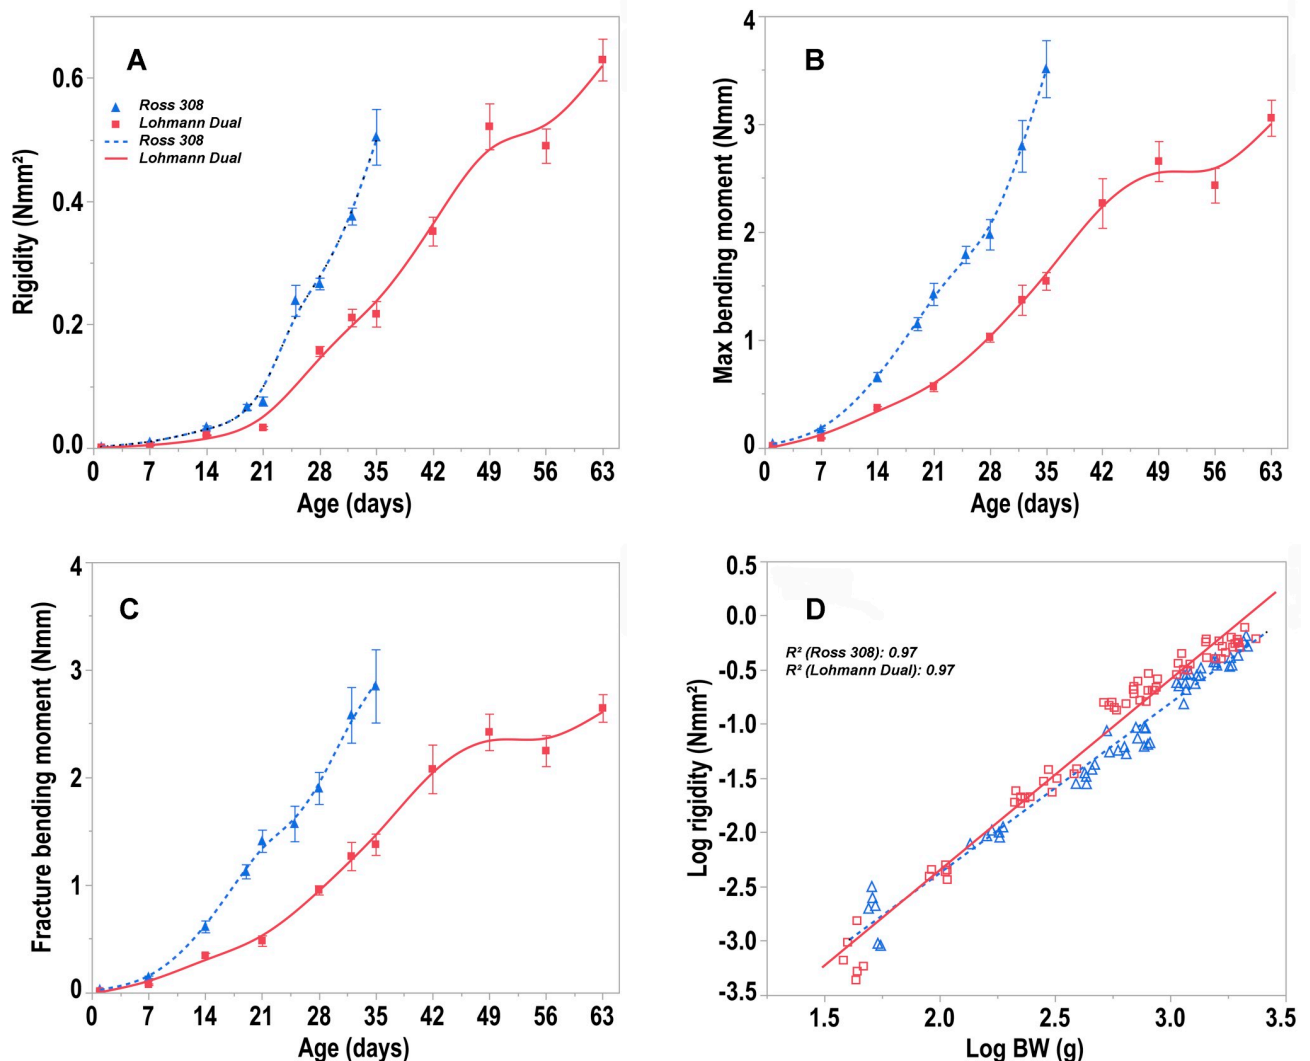 A
Ross 308
Lohmann Dual
Ross 308
Lohmann Dual
Rigidity (Nmm²)
0.6
0.4
0.2
0.0
0 7 14 21 28 35 42 49 56 63
Age (days)
B
Max bending moment (Nmm)
4
3
2
1
0
0 7 14 21 28 35 42 49 56 63
Age (days)
C
Fracture bending moment (Nmm)
4
3
2
1
0
0 7 14 21 28 35 42 49 56 63
Age (days)
D
R² (Ross 308): 0.97
R² (Lohmann Dual): 0.97
Log rigidity (Nmm²)
0.5
0.0
-0.5
-1.0
-1.5
-2.0
-2.5
-3.0
-3.5
1.5 2.0 2.5 3.0 3.5
Log BW (g)